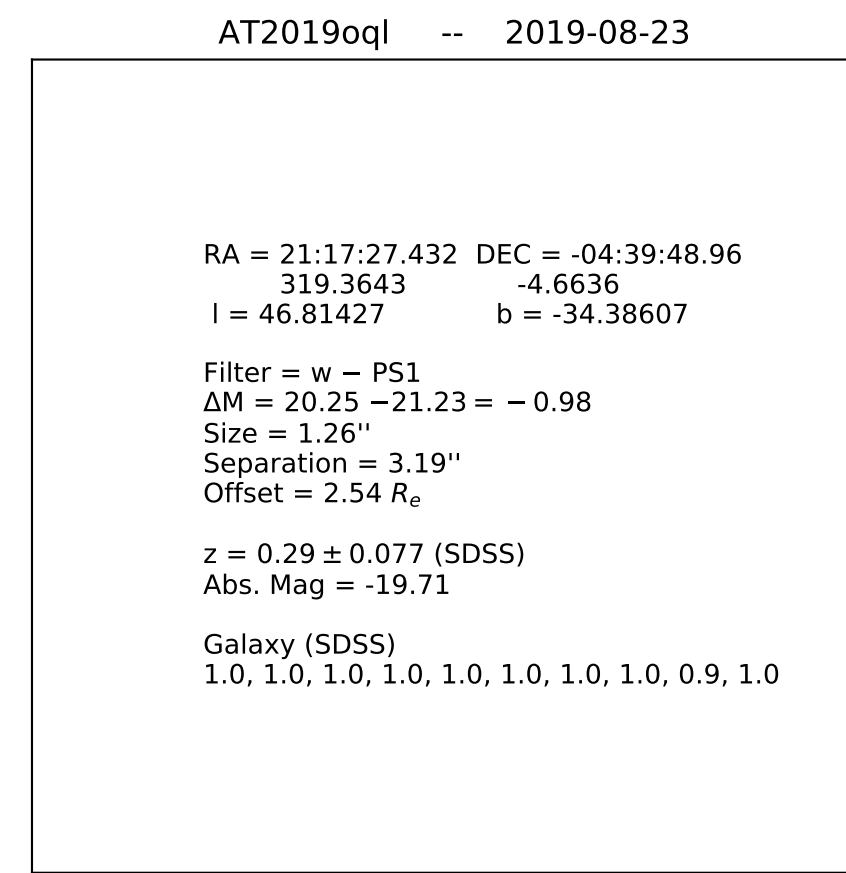 AT2019oql -- 2019-08-23
RA = 21:17:27.432 DEC = -04:39:48.96
319.3643 -4.6636
l = 46.81427 b = -34.38607
Filter = w − PS1
ΔM = 20.25 −21.23 = − 0.98
Size = 1.26''
Separation = 3.19''
Offset = 2.54 Rₑ
z = 0.29 ± 0.077 (SDSS)
Abs. Mag = -19.71
Galaxy (SDSS)
1.0, 1.0, 1.0, 1.0, 1.0, 1.0, 1.0, 1.0, 0.9, 1.0